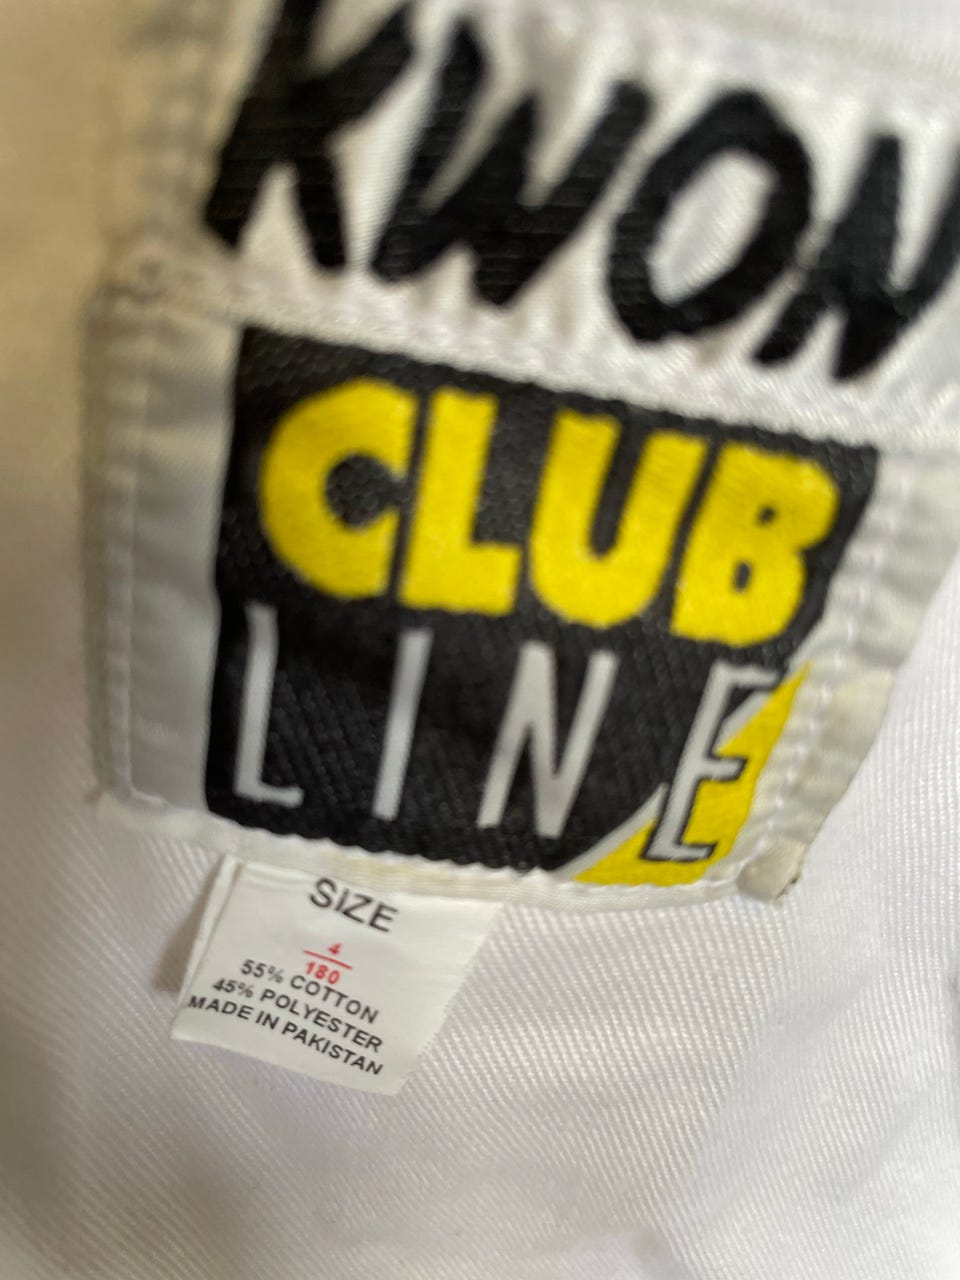 KWON
CLUB
LINE
SIZE
4
180
55% COTTON
45% POLYESTER
MADE IN PAKISTAN